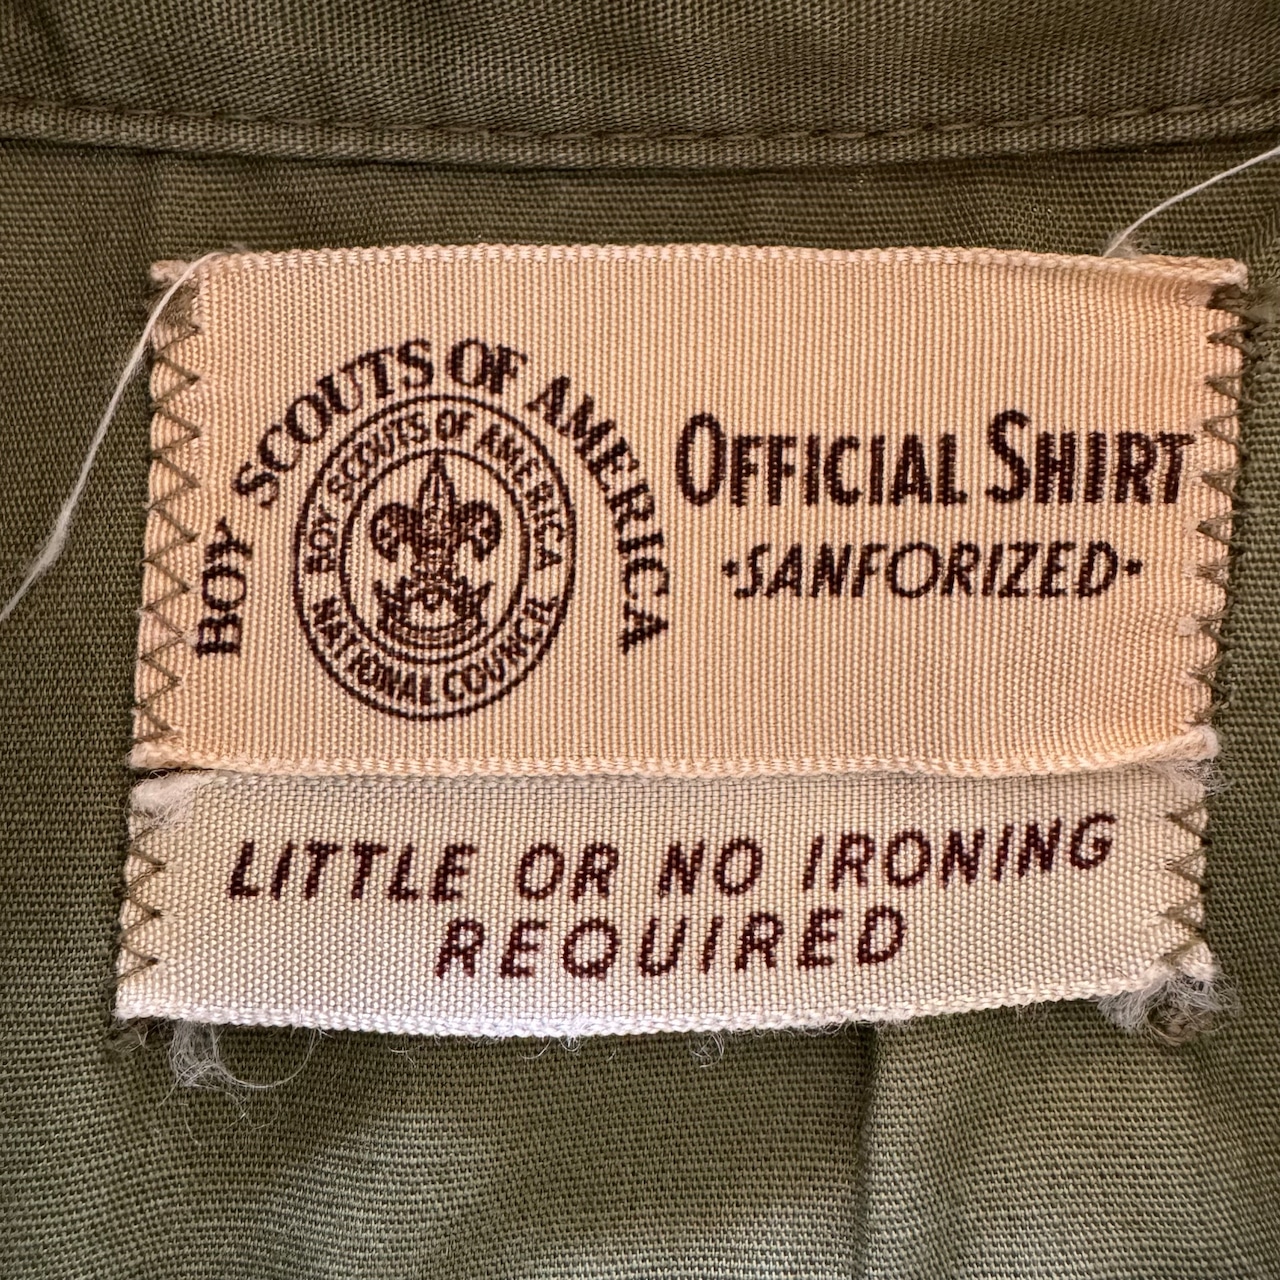 BOY SCOUTS OF AMERICA
BOY SCOUTS OF AMERICA
NATIONAL COUNCIL
OFFICIAL SHIRT
·SANFORIZED·
LITTLE OR NO IRONING
REQUIRED